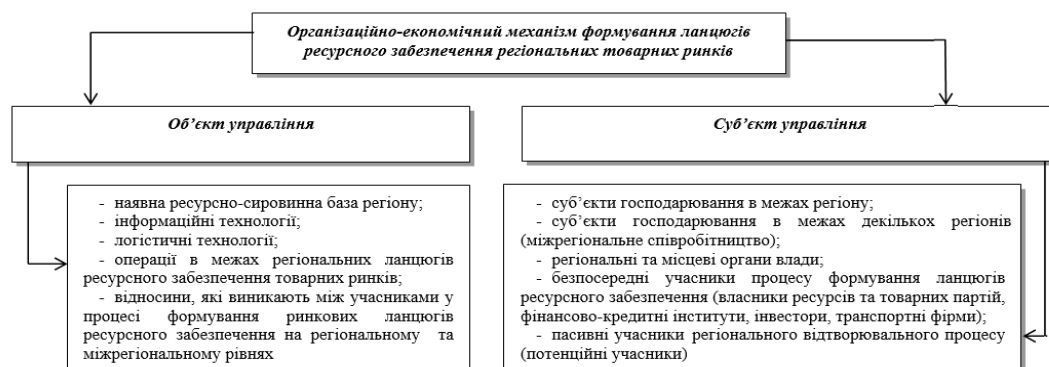 Організаційно-економічний механізм формування ланцюгів
ресурсного забезпечення регіональних товарних ринків
Об’єкт управління
Суб’єкт управління
- наявна ресурсно-сировинна база регіону;
- інформаційні технології;
- логістичні технології;
- операції в межах регіональних ланцюгів
ресурсного забезпечення товарних ринків;
- відносини, які виникають між учасниками у
процесі формування ринкових ланцюгів
ресурсного забезпечення на регіональному та
міжрегіональному рівнях
- суб’єкти господарювання в межах регіону;
- суб’єкти господарювання в межах декількох регіонів
(міжрегіональне співробітництво);
- регіональні та місцеві органи влади;
- безпосередні учасники процесу формування ланцюгів
ресурсного забезпечення (власники ресурсів та товарних партій,
фінансово-кредитні інститути, інвестори, транспортні фірми);
- пасивні учасники регіонального відтворювального процесу
(потенційні учасники)